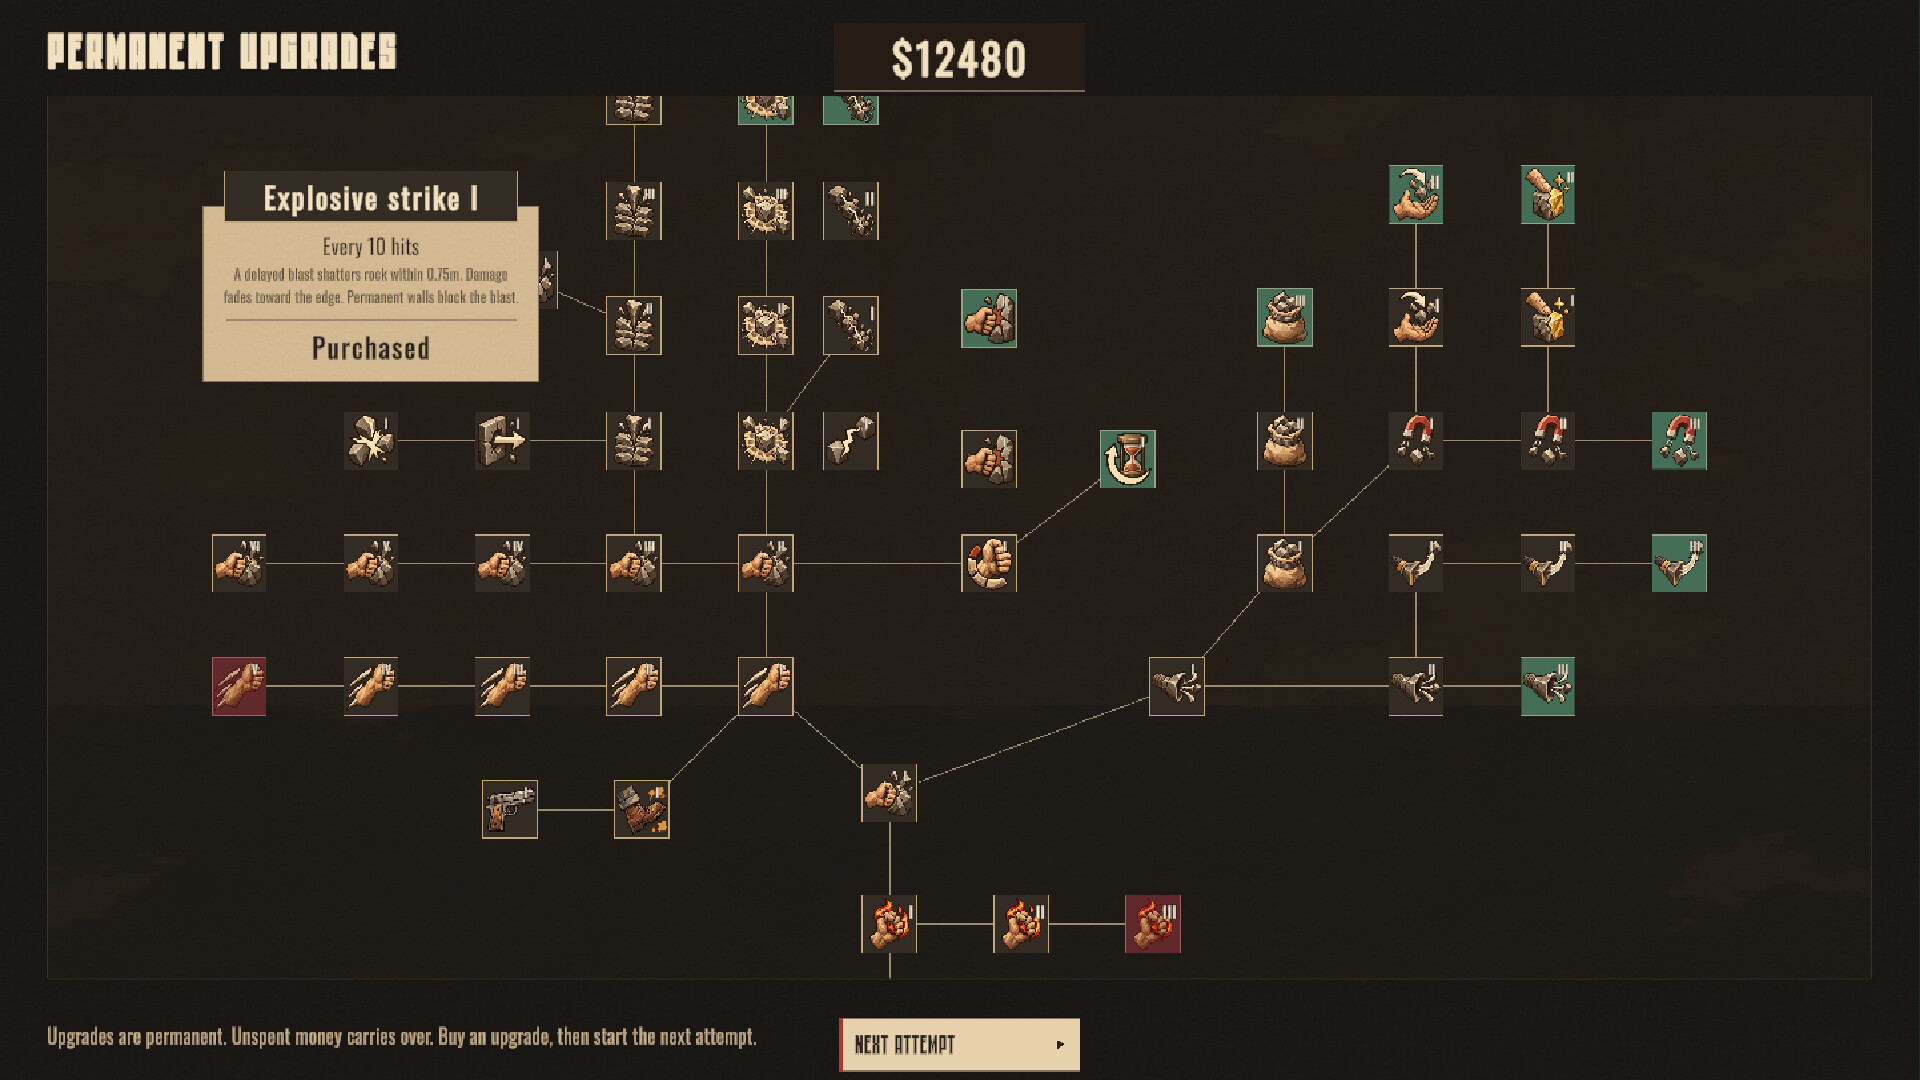 PERMANENT UPGRADES
$12480
Explosive strike I
Every 10 hits
A delayed blast shatters rock within 0.75m. Damage
fades toward the edge. Permanent walls block the blast.
Purchased
Upgrades are permanent. Unspent money carries over. Buy an upgrade, then start the next attempt.
NEXT ATTEMPT